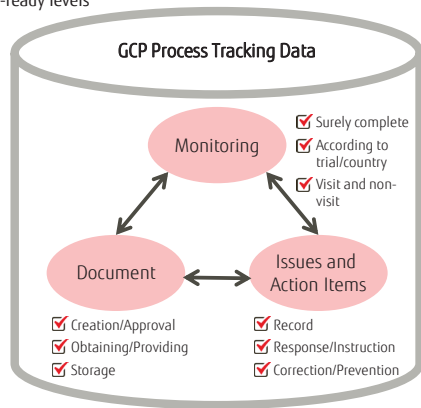 -ready levels
GCP Process Tracking Data
Monitoring
Surely complete
According to
trial/country
Visit and non-
visit
Document
Issues and
Action Items
Creation/Approval
Obtaining/Providing
Storage
Record
Response/Instruction
Correction/Prevention